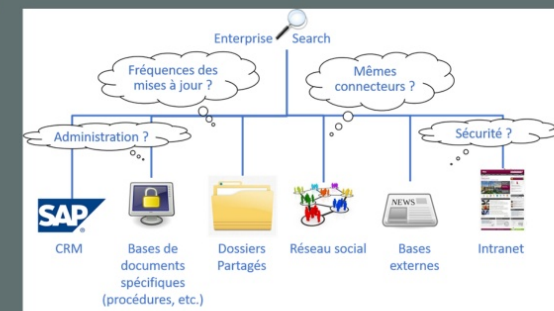 Enterprise Search
Fréquences des
mises à jour ?
Mêmes
connecteurs ?
Administration ?
Sécurité ?
SAP
NEWS
CRM
Bases de
documents
spécifiques
(procédures, etc.)
Dossiers
Partagés
Réseau social
Bases
externes
Intranet